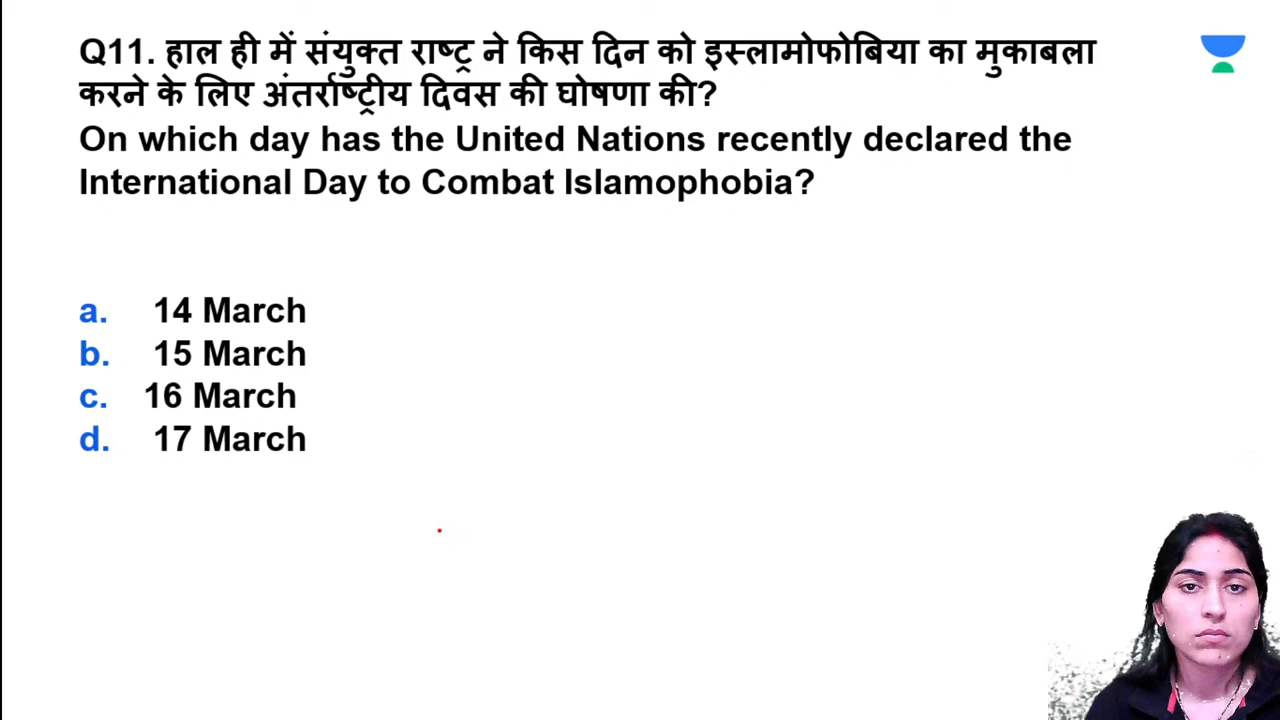 Q11. हाल ही में संयुक्त राष्ट्र ने किस दिन को इस्लामोफोबिया का मुकाबला
करने के लिए अंतर्राष्ट्रीय दिवस की घोषणा की?
On which day has the United Nations recently declared the
International Day to Combat Islamophobia?
a. 14 March
b. 15 March
c. 16 March
d. 17 March